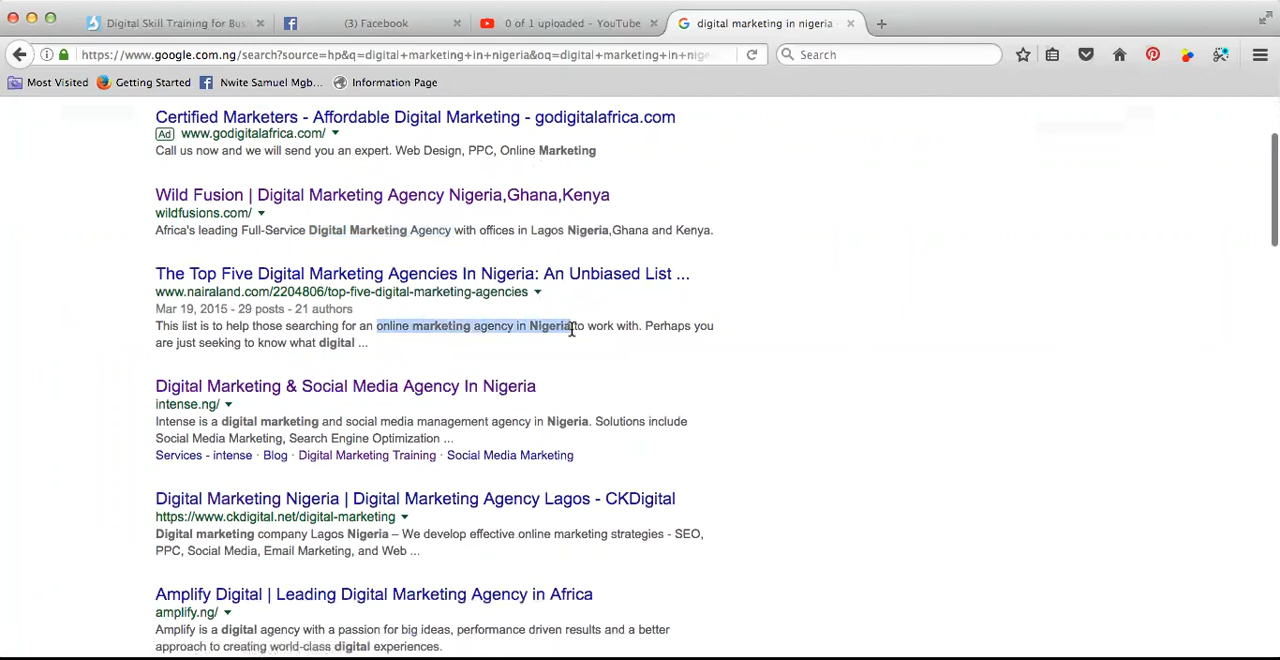 Digital Skill Training for Bus
(3) Facebook
0 of 1 uploaded - YouTube
digital marketing in nigeria
https://www.google.com.ng/search?source=hp&q=digital+marketing+in+nigeria&oq=digital+marketing+in+nige
Search
Most Visited
Getting Started
Nwite Samuel Mgb...
Information Page
Certified Marketers - Affordable Digital Marketing - godigitalafrica.com
Ad www.godigitalafrica.com/
Call us now and we will send you an expert. Web Design, PPC, Online Marketing
Wild Fusion | Digital Marketing Agency Nigeria,Ghana,Kenya
wildfusions.com/
Africa's leading Full-Service Digital Marketing Agency with offices in Lagos Nigeria,Ghana and Kenya.
The Top Five Digital Marketing Agencies In Nigeria: An Unbiased List ...
www.nairaland.com/2204806/top-five-digital-marketing-agencies
Mar 19, 2015 - 29 posts - 21 authors
This list is to help those searching for an online marketing agency in Nigeria to work with. Perhaps you
are just seeking to know what digital ...
Digital Marketing & Social Media Agency In Nigeria
intense.ng/
Intense is a digital marketing and social media management agency in Nigeria. Solutions include
Social Media Marketing, Search Engine Optimization ...
Services - intense · Blog · Digital Marketing Training · Social Media Marketing
Digital Marketing Nigeria | Digital Marketing Agency Lagos - CKDigital
https://www.ckdigital.net/digital-marketing
Digital marketing company Lagos Nigeria – We develop effective online marketing strategies - SEO,
PPC, Social Media, Email Marketing, and Web ...
Amplify Digital | Leading Digital Marketing Agency in Africa
amplify.ng/
Amplify is a digital agency with a passion for big ideas, performance driven results and a better
approach to creating world-class digital experiences.